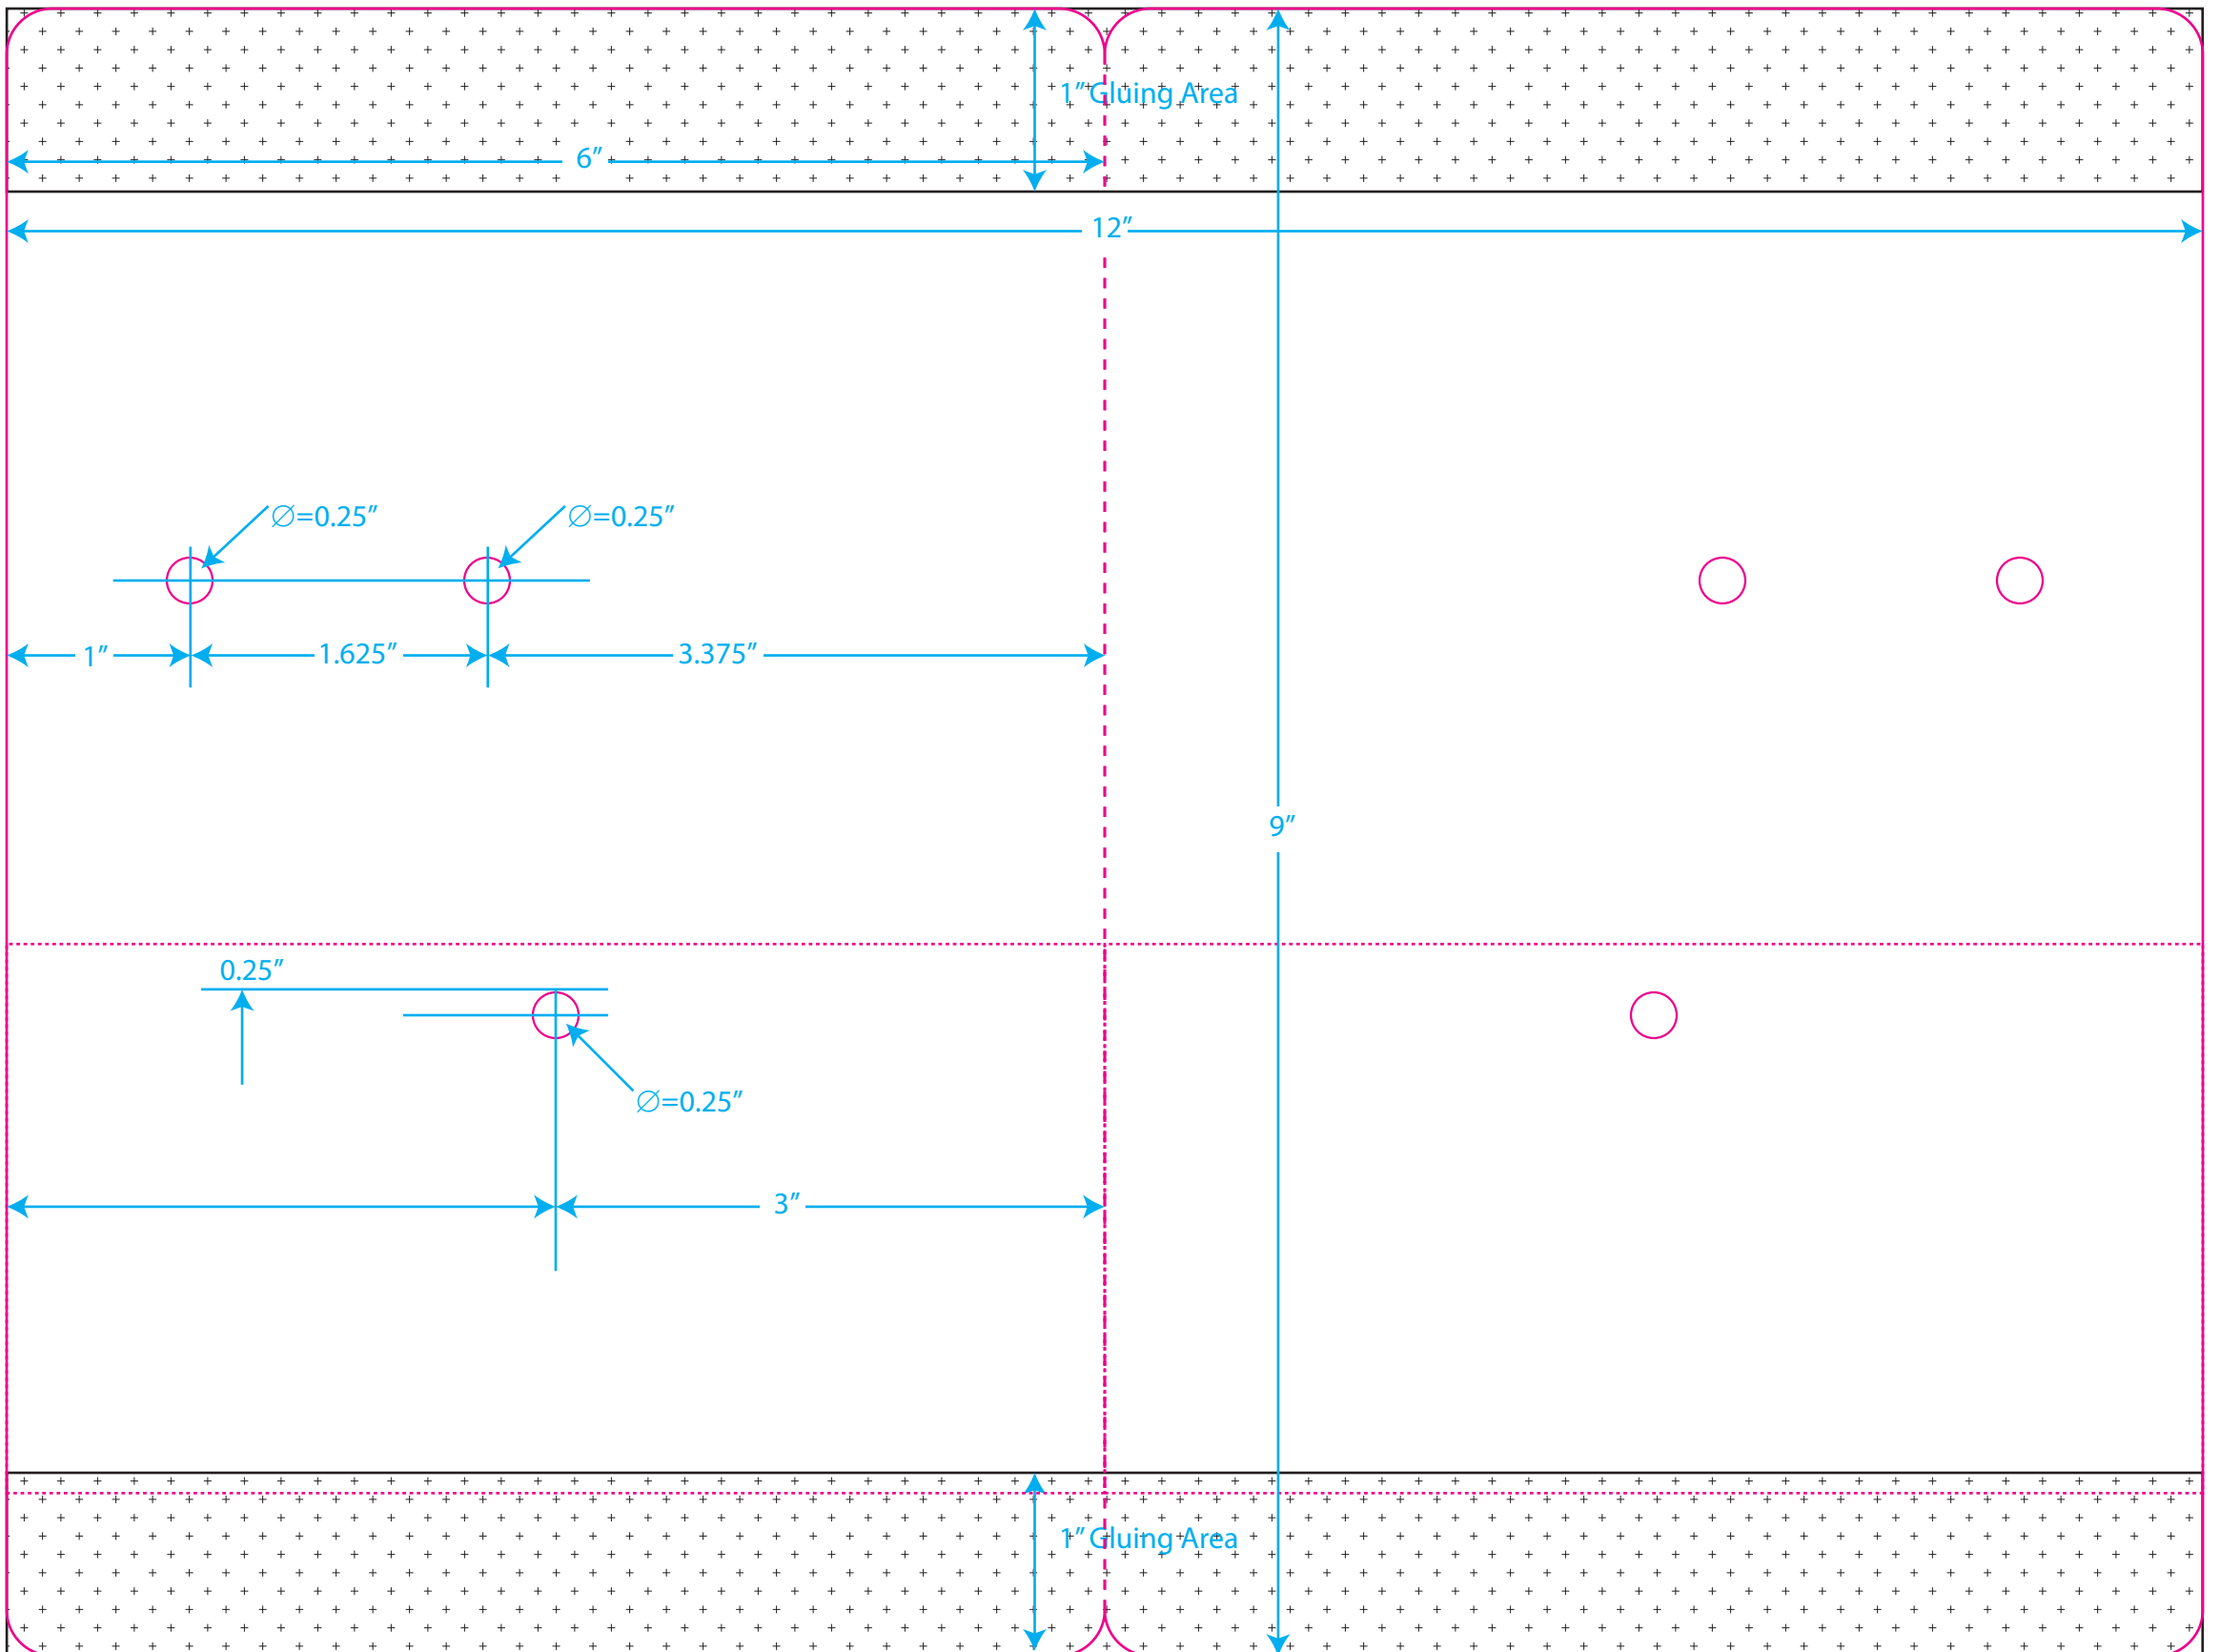 1” Gluing Area
6”
12”
∅=0.25” ∅=0.25”
1” 1.625” 3.375”
9”
0.25”
∅=0.25”
3”
1” Gluing Area